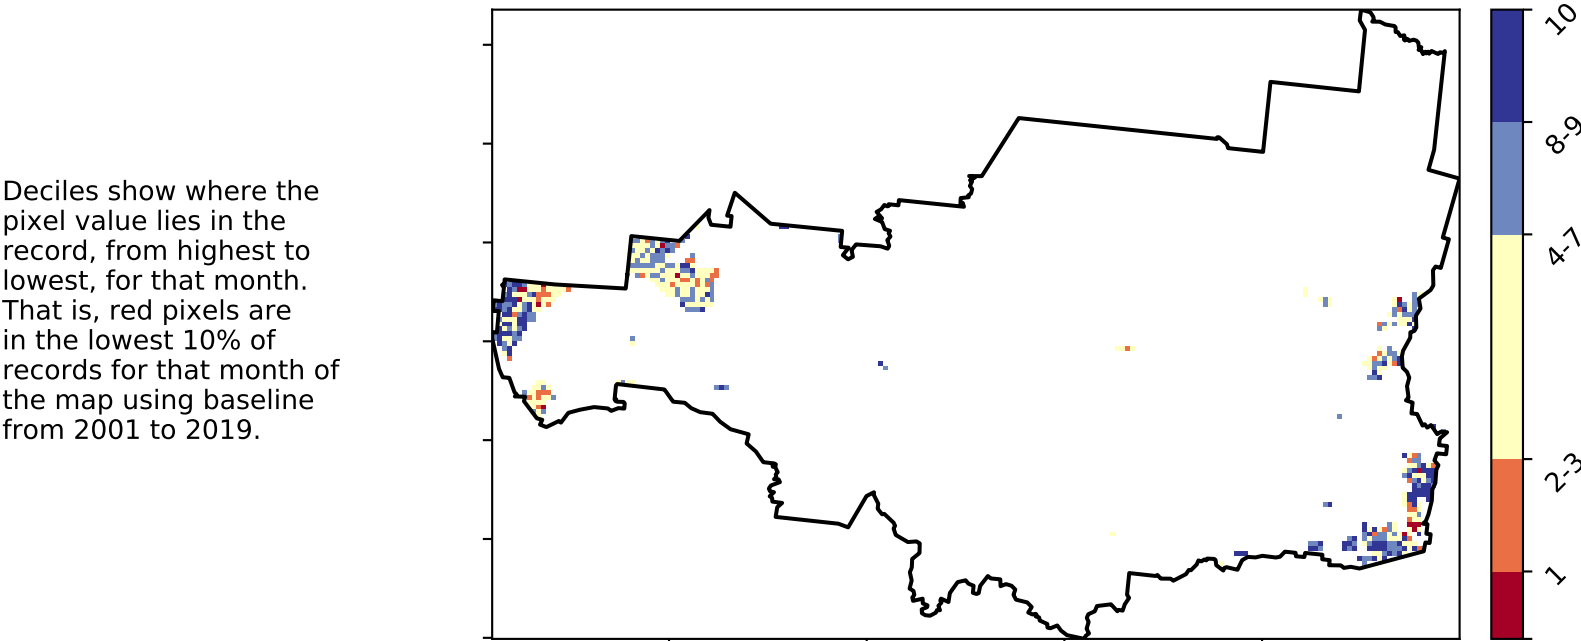 Deciles show where the
pixel value lies in the
record, from highest to
lowest, for that month.
That is, red pixels are
in the lowest 10% of
records for that month of
the map using baseline
from 2001 to 2019.
10
8-9
4-7
2-3
1